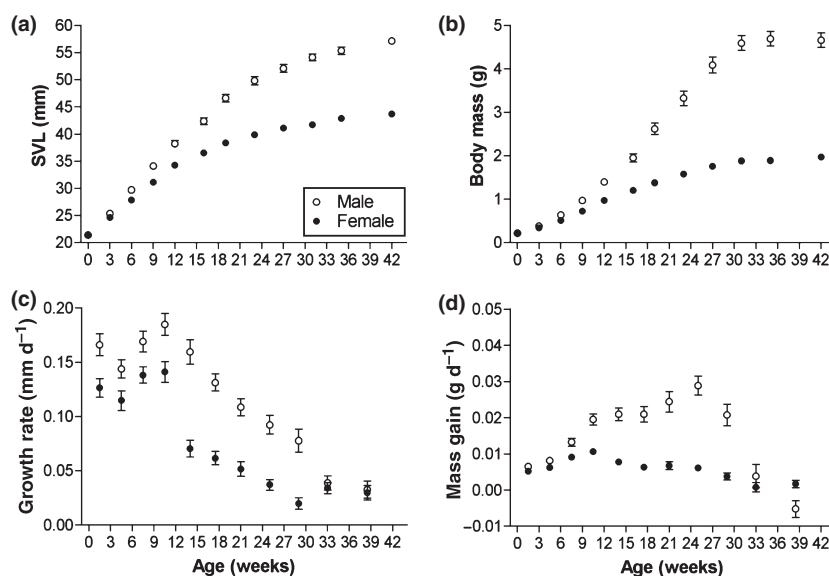 (a)
60
55
50
45
40
35
30
25
20
SVL (mm)
0 3 6 9 12 15 18 21 24 27 30 33 36 39 42
Male
Female
(b)
5
4
3
2
1
0
Body mass (g)
0 3 6 9 12 15 18 21 24 27 30 33 36 39 42
(c)
0.20
0.15
0.10
0.05
0.00
Growth rate (mm d⁻¹)
0 3 6 9 12 15 18 21 24 27 30 33 36 39 42
Age (weeks)
(d)
0.05
0.04
0.03
0.02
0.01
0.00
−0.01
Mass gain (g d⁻¹)
0 3 6 9 12 15 18 21 24 27 30 33 36 39 42
Age (weeks)